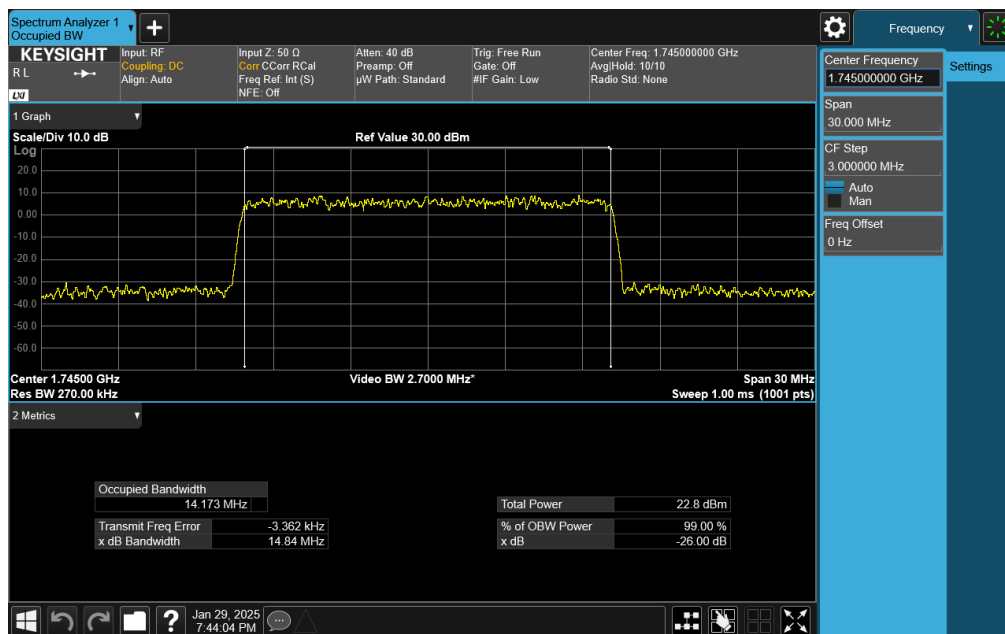 Spectrum Analyzer 1
Occupied BW
Frequency
KEYSIGHT
R L
LXI
Input: RF
Coupling: DC
Align: Auto
Input Z: 50 Ω
Corr CCorr RCal
Freq Ref: Int (S)
NFE: Off
Atten: 40 dB
Preamp: Off
µW Path: Standard
Trig: Free Run
Gate: Off
#IF Gain: Low
Center Freq: 1.745000000 GHz
Avg|Hold: 10/10
Radio Std: None
Center Frequency
1.745000000 GHz
Settings
Span
30.000 MHz
CF Step
3.000000 MHz
Auto
Man
Freq Offset
0 Hz
1 Graph
Scale/Div 10.0 dB
Ref Value 30.00 dBm
Log
20.0
10.0
0.00
-10.0
-20.0
-30.0
-40.0
-50.0
-60.0
Center 1.74500 GHz
Video BW 2.7000 MHz*
Span 30 MHz
Res BW 270.00 kHz
Sweep 1.00 ms (1001 pts)
2 Metrics
Occupied Bandwidth
14.173 MHz
Total Power 22.8 dBm
Transmit Freq Error -3.362 kHz
% of OBW Power 99.00 %
x dB Bandwidth 14.84 MHz
x dB -26.00 dB
Jan 29, 2025
7:44:04 PM